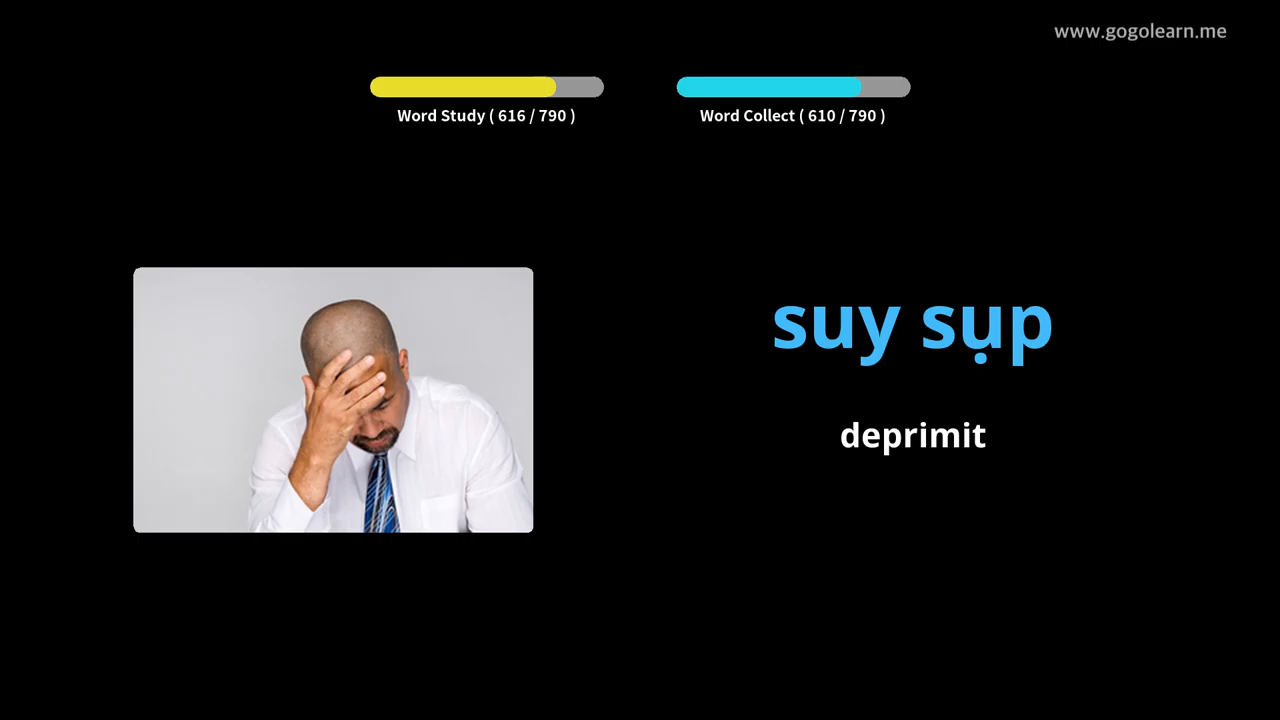 www.gogolearn.me
Word Study ( 616 / 790 )
Word Collect ( 610 / 790 )
suy sụp
deprimit